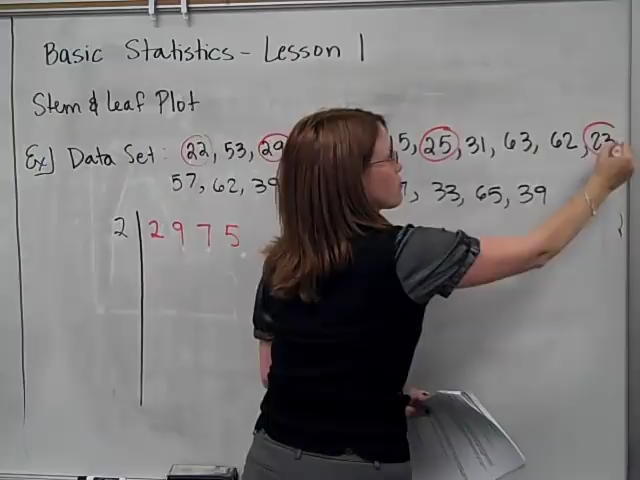 Basic Statistics - Lesson 1
Stem & Leaf Plot
Ex) Data Set: 22, 53, 29 5, 25, 31, 63, 62, 23
57, 62, 39 33, 65, 39
2 | 2 9 7 5